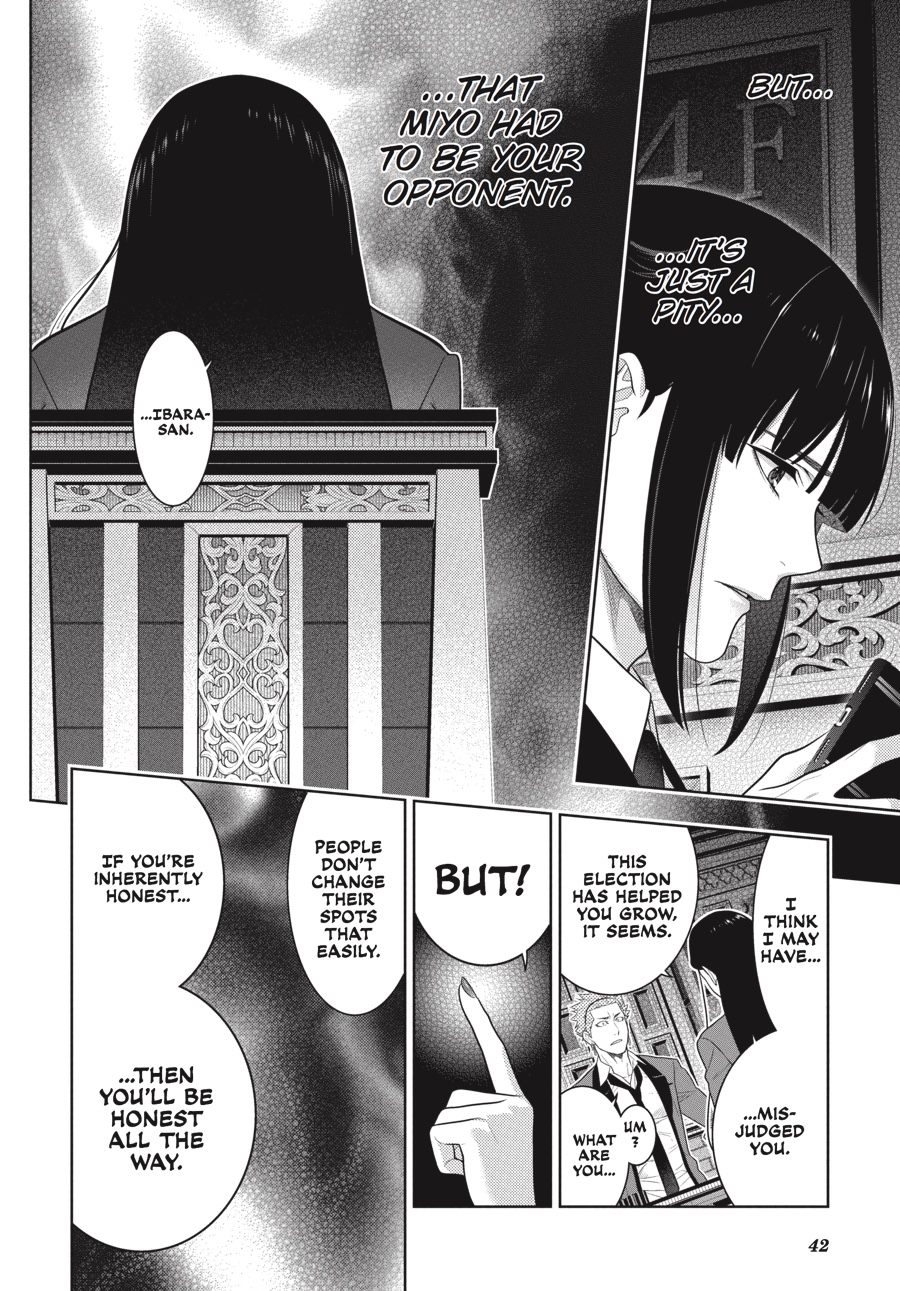 BUT...
4F
...IT'S
JUST A
PITY...
...THAT
MIYO HAD
TO BE YOUR
OPPONENT.
...IBARA-
SAN.
I
THINK
I MAY
HAVE...
...MIS-
JUDGED
YOU.
THIS
ELECTION
HAS HELPED
YOU GROW,
IT SEEMS.
UM
?
WHAT
ARE
YOU...
BUT!
PEOPLE
DON'T
CHANGE
THEIR
SPOTS
THAT
EASILY.
IF YOU'RE
INHERENTLY
HONEST...
...THEN
YOU'LL BE
HONEST
ALL THE
WAY.
42